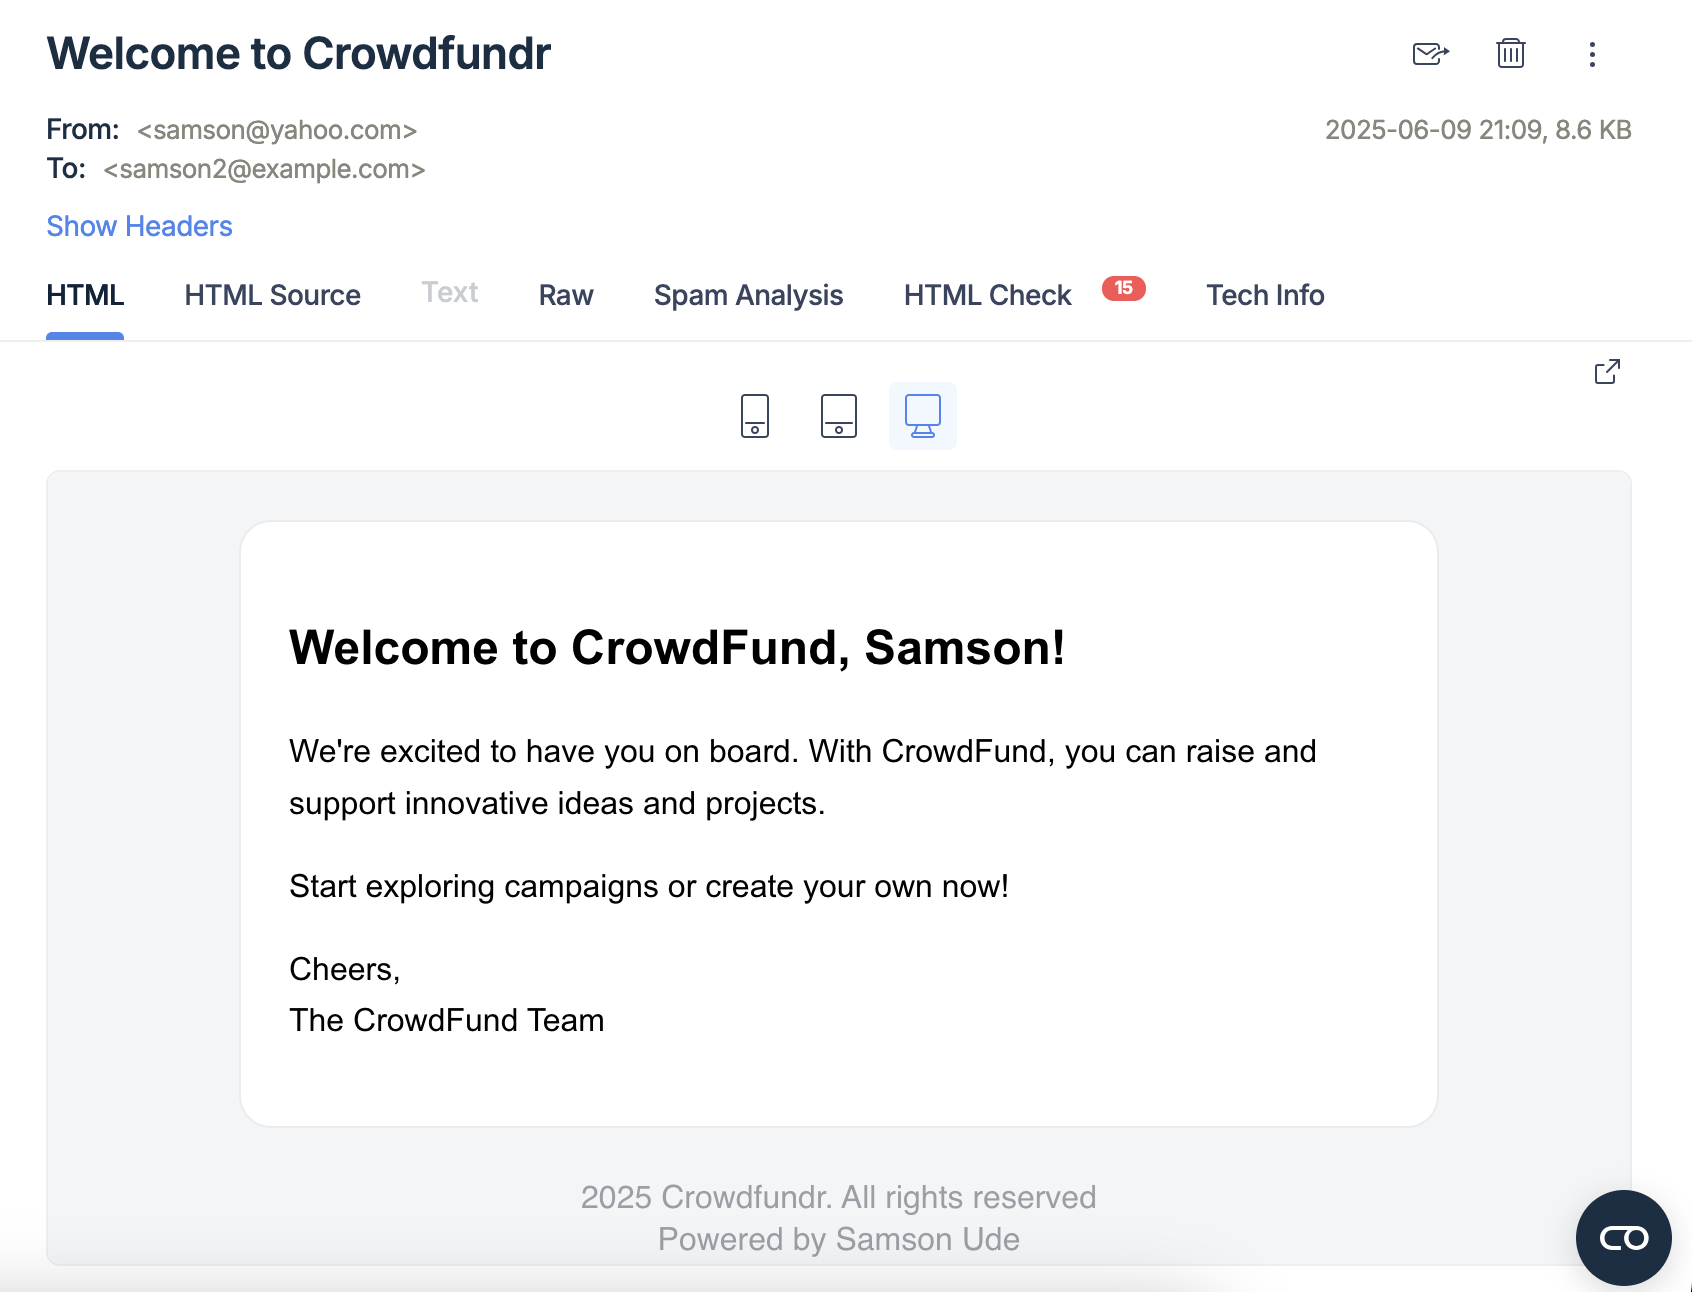 Welcome to Crowdfundr
From: <samson@yahoo.com>
2025-06-09 21:09, 8.6 KB
To: <samson2@example.com>
Show Headers
HTML HTML Source Text Raw Spam Analysis HTML Check 15 Tech Info
Welcome to CrowdFund, Samson!
We're excited to have you on board. With CrowdFund, you can raise and
support innovative ideas and projects.
Start exploring campaigns or create your own now!
Cheers,
The CrowdFund Team
2025 Crowdfundr. All rights reserved
Powered by Samson Ude